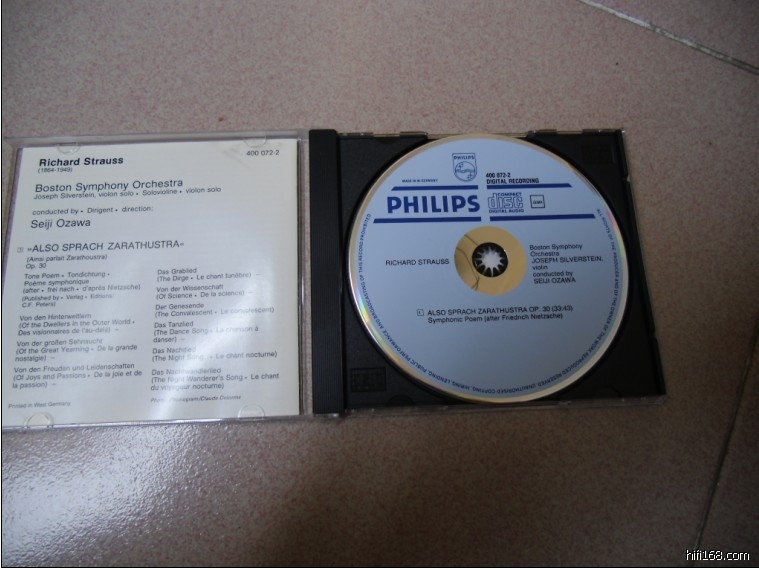 Richard Strauss
(1864-1949)
400 072-2
Boston Symphony Orchestra
Joseph Silverstein, violon solo • Solovioline • violon solo
conducted by • Dirigent • direction:
Seiji Ozawa
1 »ALSO SPRACH ZARATHUSTRA«
(Ainsi parlait Zarathoustra)
Op. 30
Tone Poem • Tondichtung •
Poème symphonique
(after • frei nach • d'après Nietzsche)
(Published by • Verlag • Editions:
C.F. Peters)
Von den Hinterweltlern
(Of the Dwellers in the Outer World •
Des visionnaires de l'au-delà) –
Von der großen Sehnsucht
(Of the Great Yearning • De la grande
nostalgie) –
Von den Freuden und Leidenschaften
(Of Joys and Passions • De la joie et de
la passion) –
Das Grablied
(The Dirge • Le chant funèbre) –
Von der Wissenschaft
(Of Science • De la science) –
Der Genesende
(The Convalescent • Le convalescent)
Das Tanzlied
(The Dance Song • La chanson à
danser) –
Das Nachtlied
(The Night Song • Le chant nocturne)
Das Nachtwandlerlied
(The Night Wanderer's Song • Le chant
du voyageur nocturne)
Printed in West Germany
PHILIPS
MADE IN W. GERMANY
400 072-2
DIGITAL RECORDING
PHILIPS
COMPACT
disc
DIGITAL AUDIO
RICHARD STRAUSS
Boston Symphony
Orchestra
JOSEPH SILVERSTEIN,
violin
conducted by
SEIJI OZAWA
1 ALSO SPRACH ZARATHUSTRA OP. 30 (33:43)
Symphonic Poem (after Friedrich Nietzsche)
hifi168.com